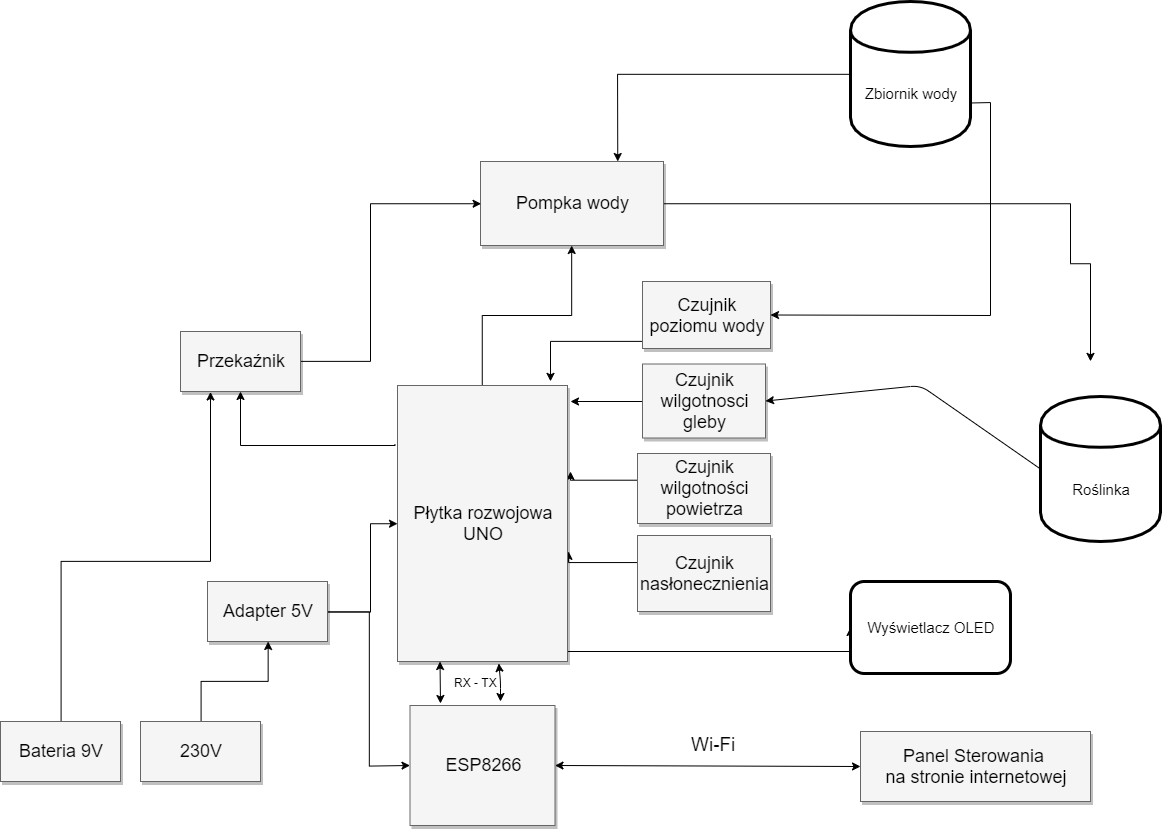 Zbiornik wody
Pompka wody
Czujnik
poziomu wody
Przekaźnik
Czujnik
wilgotnosci
gleby
Czujnik
wilgotności
powietrza
Roślinka
Płytka rozwojowa
UNO
Czujnik
nasłonecznienia
Adapter 5V
Wyświetlacz OLED
RX - TX
Bateria 9V
230V
ESP8266
Wi-Fi
Panel Sterowania
na stronie internetowej